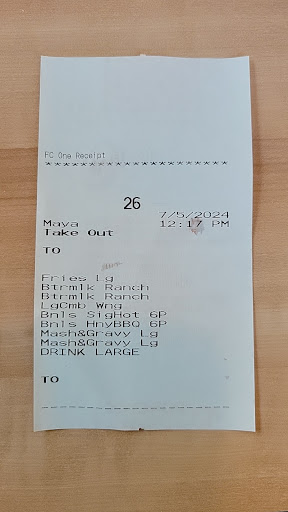 FC One Receipt
********************
26
7/5/2024
Maya 12:17 PM
Take Out
TO
Fries Lg
Btrmlk Ranch
Btrmlk Ranch
LgCmb Wng
Bnls SigHot 6P
Bnls HnyBBQ 6P
Mash&Gravy Lg
Mash&Gravy Lg
DRINK LARGE
TO